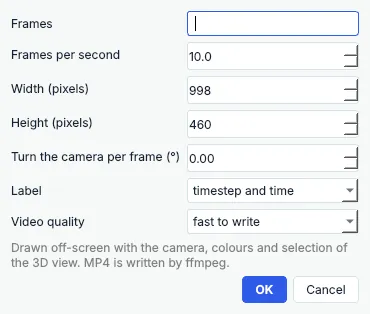 Frames
Frames per second 10.0
Width (pixels) 998
Height (pixels) 460
Turn the camera per frame (°) 0.00
Label timestep and time
Video quality fast to write
Drawn off-screen with the camera, colours and selection of
the 3D view. MP4 is written by ffmpeg.
OK Cancel